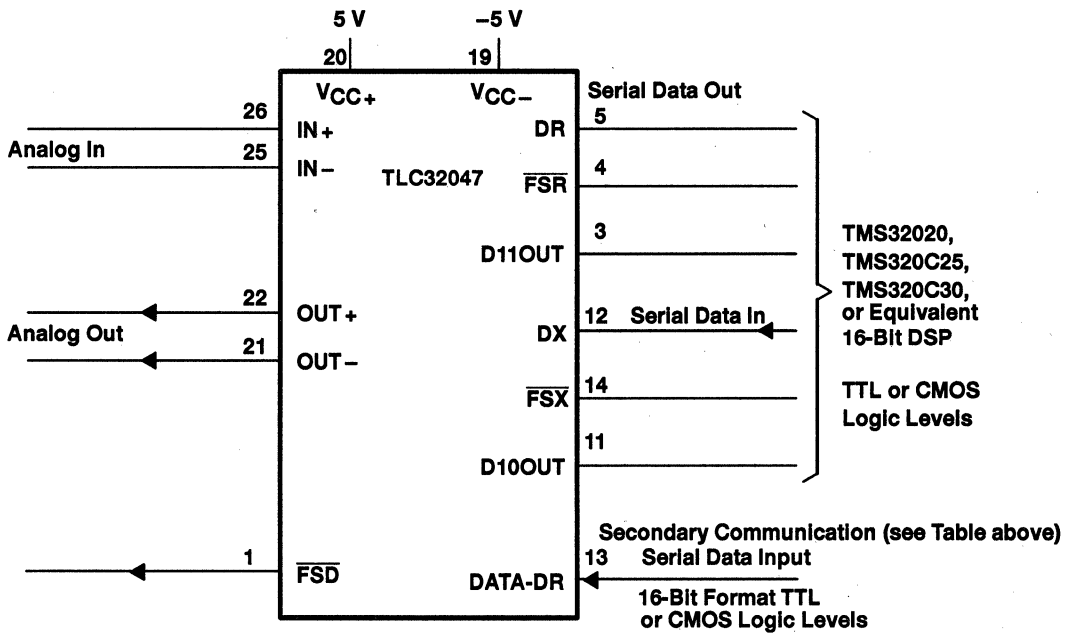 5 V
−5 V
20
19
VCC+
VCC−
Serial Data Out
26
IN+
DR
5
Analog In
25
IN−
TLC32047
FSR
4
D11OUT
3
TMS32020,
TMS320C25,
TMS320C30,
or Equivalent
16-Bit DSP
22
OUT+
12
Serial Data In
DX
Analog Out
21
OUT−
FSX
14
TTL or CMOS
Logic Levels
D10OUT
11
Secondary Communication (see Table above)
1
FSD
13
Serial Data Input
DATA-DR
16-Bit Format TTL
or CMOS Logic Levels